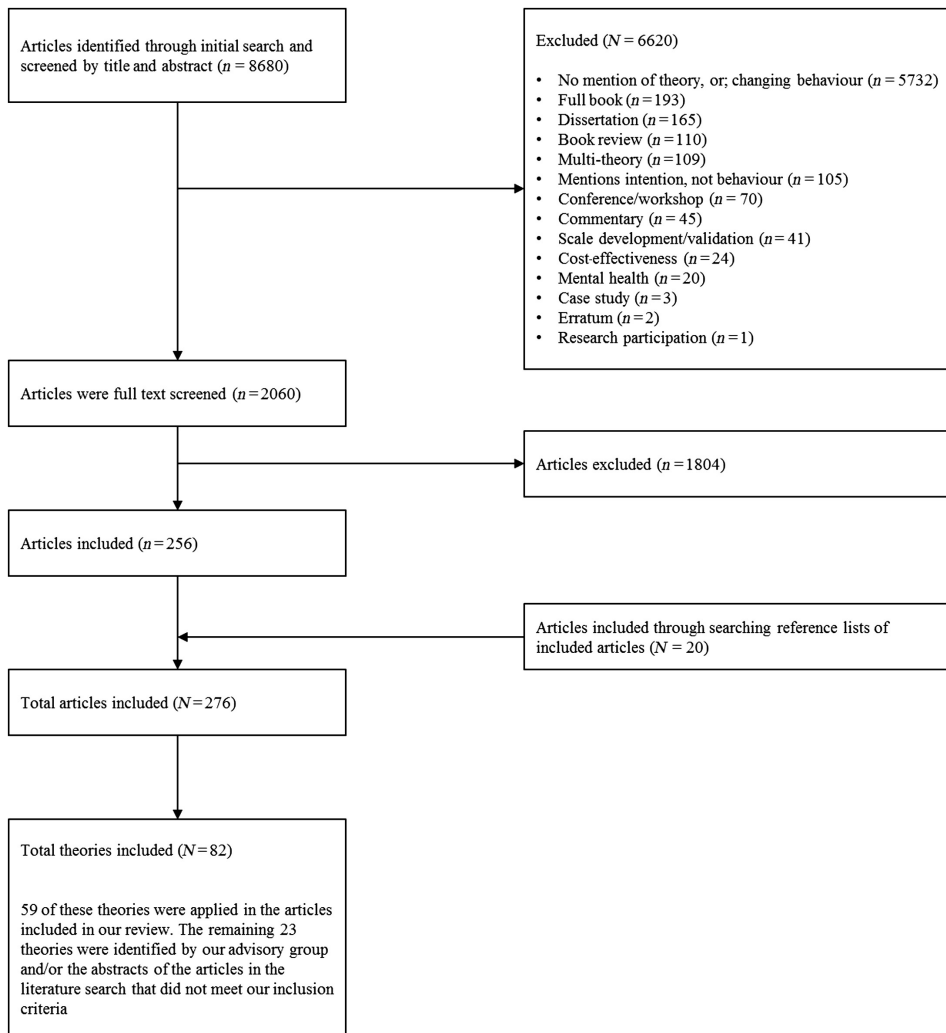 Articles identified through initial search and
screened by title and abstract (n = 8680)
Excluded (N = 6620)
• No mention of theory, or; changing behaviour (n = 5732)
• Full book (n = 193)
• Dissertation (n = 165)
• Book review (n = 110)
• Multi-theory (n = 109)
• Mentions intention, not behaviour (n = 105)
• Conference/workshop (n = 70)
• Commentary (n = 45)
• Scale development/validation (n = 41)
• Cost-effectiveness (n = 24)
• Mental health (n = 20)
• Case study (n = 3)
• Erratum (n = 2)
• Research participation (n = 1)
Articles were full text screened (n = 2060)
Articles excluded (n = 1804)
Articles included (n = 256)
Articles included through searching reference lists of
included articles (N = 20)
Total articles included (N = 276)
Total theories included (N = 82)
59 of these theories were applied in the articles
included in our review. The remaining 23
theories were identified by our advisory group
and/or the abstracts of the articles in the
literature search that did not meet our inclusion
criteria